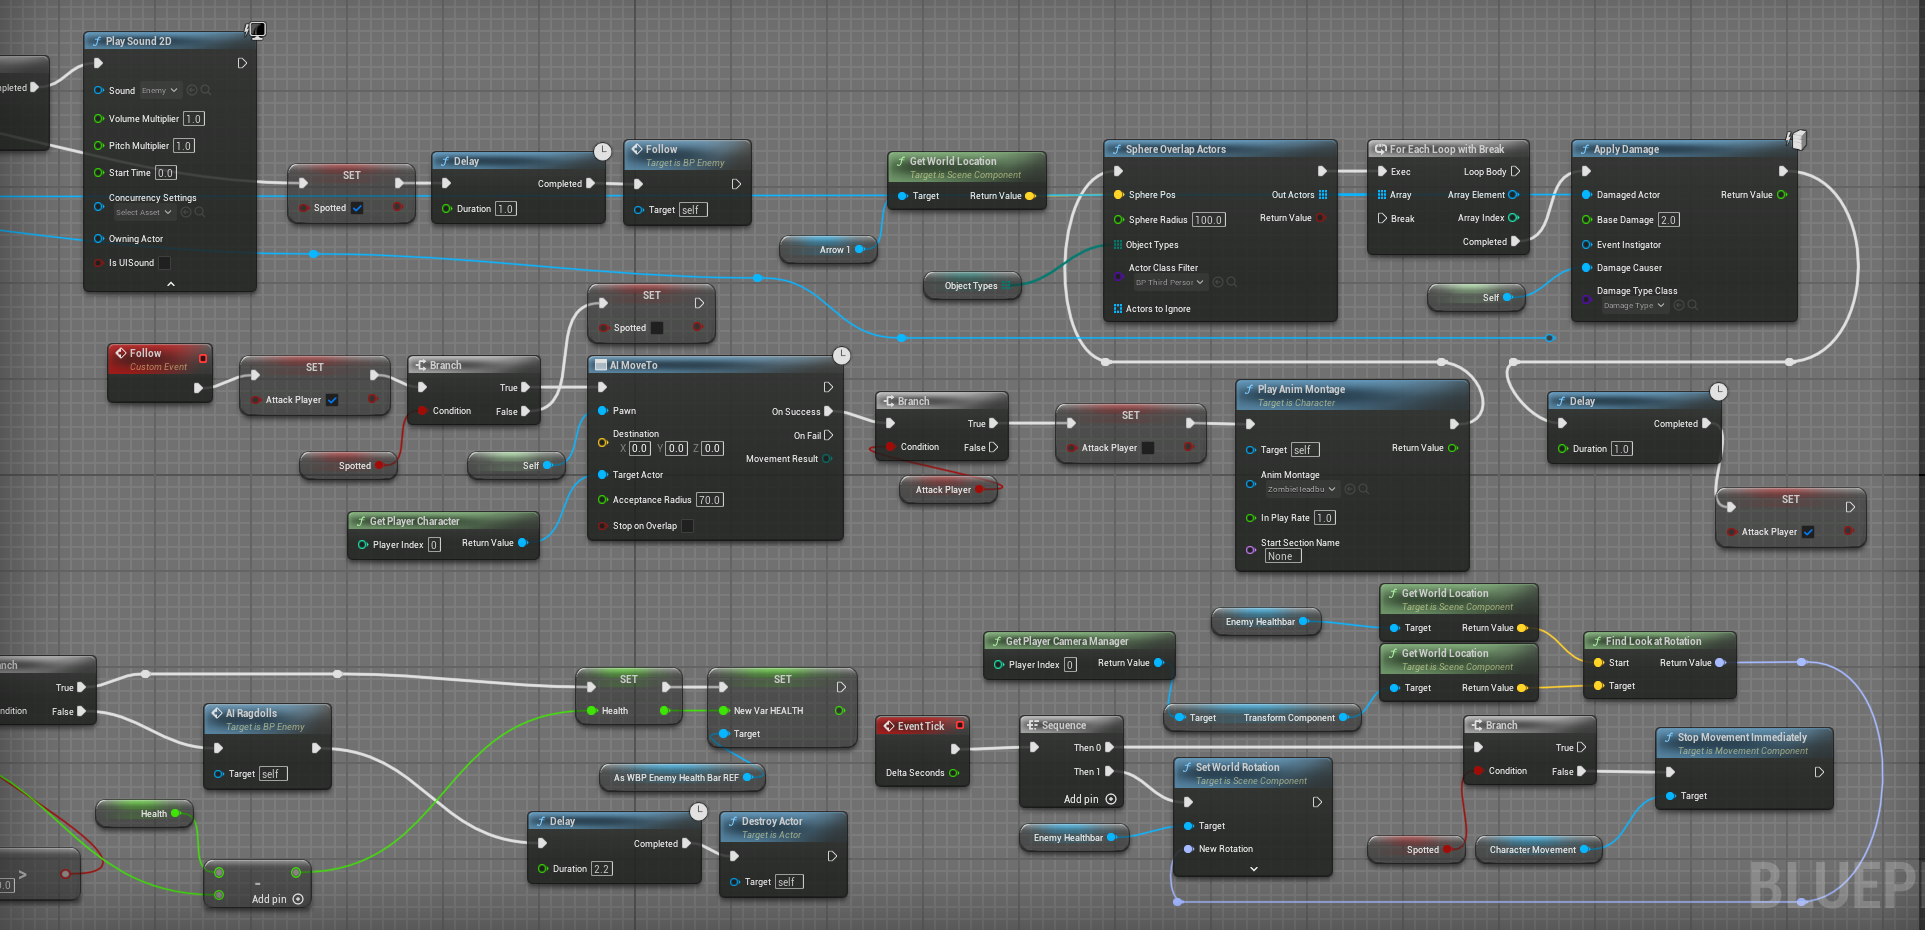 Play Sound 2D
mpleted
Sound Enemy
Volume Multiplier 1.0
Pitch Multiplier 1.0
Start Time 0.0
Concurrency Settings
Select Asset
Owning Actor
Is UISound
SET
Spotted
Delay
Completed
Duration 1.0
Follow
Target is BP Enemy
Target self
Arrow 1
Get World Location
Target is Scene Component
Target Return Value
Object Types
Sphere Overlap Actors
Sphere Pos Out Actors
Sphere Radius 100.0 Return Value
Object Types
Actor Class Filter
BP Third Person
Actors to Ignore
For Each Loop with Break
Exec Loop Body
Array Array Element
Break Array Index
Completed
Self
Apply Damage
Damaged Actor Return Value
Base Damage 2.0
Event Instigator
Damage Causer
Damage Type Class
Damage Type
SET
Spotted
Follow
Custom Event
SET
Attack Player
Branch
True
Condition False
Spotted
Self
Get Player Character
Player Index 0 Return Value
AI MoveTo
Pawn On Success
Destination On Fail
X 0.0 Y 0.0 Z 0.0
Movement Result
Target Actor
Acceptance Radius 70.0
Stop on Overlap
Branch
True
Condition False
Attack Player
SET
Attack Player
Play Anim Montage
Target is Character
Target self Return Value
Anim Montage
ZombieHeadbu
In Play Rate 1.0
Start Section Name
None
Delay
Completed
Duration 1.0
SET
Attack Player
nch
True
ndition False
AI Ragdolls
Target is BP Enemy
Target self
Health
0.0 >
-
Add pin
SET
Health
SET
New Var HEALTH
Target
As WBP Enemy Health Bar REF
Delay
Completed
Duration 2.2
Destroy Actor
Target is Actor
Target self
Enemy Healthbar
Get Player Camera Manager
Player Index 0 Return Value
Target Transform Component
Get World Location
Target is Scene Component
Target Return Value
Get World Location
Target is Scene Component
Target Return Value
Find Look at Rotation
Start Return Value
Target
Event Tick
Delta Seconds
Sequence
Then 0
Then 1
Add pin
Enemy Healthbar
Set World Rotation
Target is Scene Component
Target
New Rotation
Branch
True
Condition False
Spotted
Character Movement
Stop Movement Immediately
Target is Movement Component
Target
BLUEP